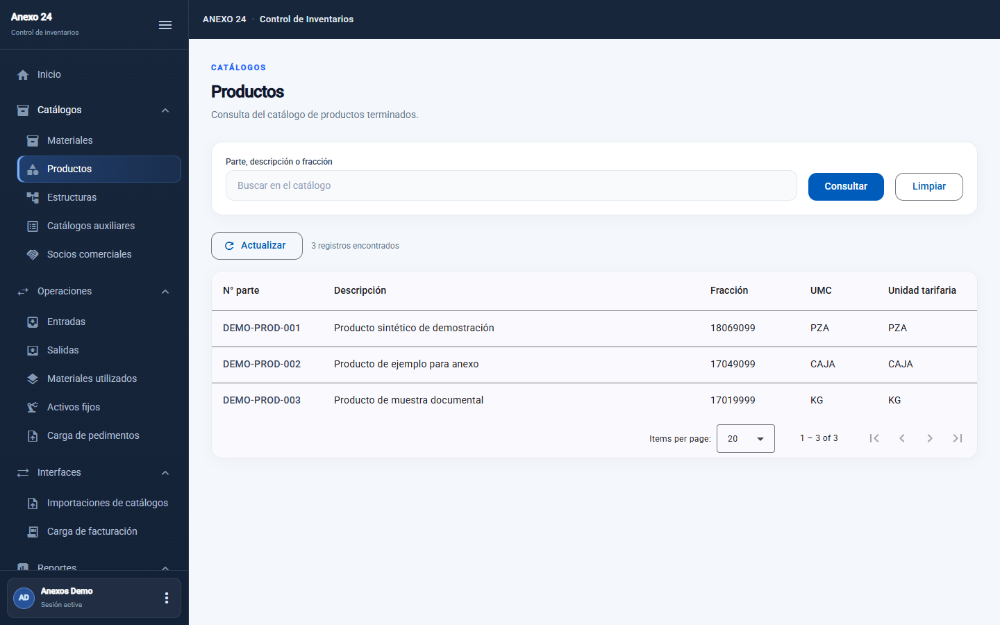 Anexo 24
Control de inventarios
Inicio
Catálogos
Materiales
Productos
Estructuras
Catálogos auxiliares
Socios comerciales
Operaciones
Entradas
Salidas
Materiales utilizados
Activos fijos
Carga de pedimentos
Interfaces
Importaciones de catálogos
Carga de facturación
Reportes
AD
Anexos Demo
Sesión activa
ANEXO 24 · Control de Inventarios
CATÁLOGOS
Productos
Consulta del catálogo de productos terminados.
Parte, descripción o fracción
Buscar en el catálogo
Consultar
Limpiar
Actualizar
3 registros encontrados
N° parte Descripción Fracción UMC Unidad tarifaria
DEMO-PROD-001 Producto sintético de demostración 18069099 PZA PZA
DEMO-PROD-002 Producto de ejemplo para anexo 17049099 CAJA CAJA
DEMO-PROD-003 Producto de muestra documental 17019999 KG KG
Items per page: 20 1 – 3 of 3